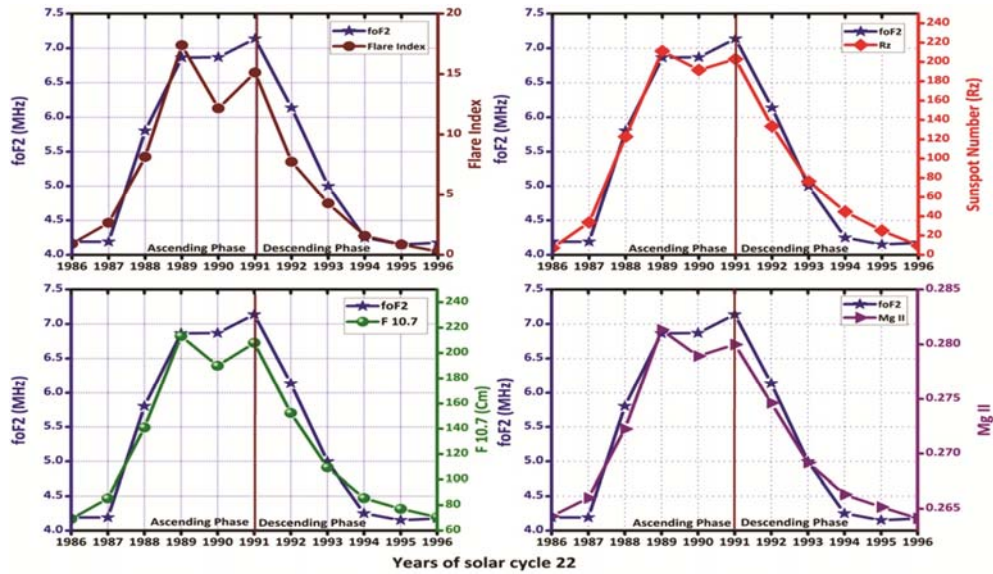 7.5
7.0
6.5
6.0
5.5
5.0
4.5
4.0
foF2 (MHz)
foF2
Flare Index
Ascending Phase
Descending Phase
20
15
10
5
0
Flare Index
1986 1987 1988 1989 1990 1991 1992 1993 1994 1995 1996
7.5
7.0
6.5
6.0
5.5
5.0
4.5
4.0
foF2 (MHz)
foF2
Rz
Ascending Phase
Descending Phase
240
220
200
180
160
140
120
100
80
60
40
20
0
Sunspot Number (Rz)
1986 1987 1988 1989 1990 1991 1992 1993 1994 1995 1996
7.5
7.0
6.5
6.0
5.5
5.0
4.5
4.0
foF2 (MHz)
foF2
F 10.7
Ascending Phase
Descending Phase
240
220
200
180
160
140
120
100
80
60
F 10.7 (Cm)
1986 1987 1988 1989 1990 1991 1992 1993 1994 1995 1996
7.5
7.0
6.5
6.0
5.5
5.0
4.5
4.0
foF2 (MHz)
foF2
Mg II
Ascending Phase
Descending Phase
0.285
0.280
0.275
0.270
0.265
Mg II
1986 1987 1988 1989 1990 1991 1992 1993 1994 1995 1996
Years of solar cycle 22